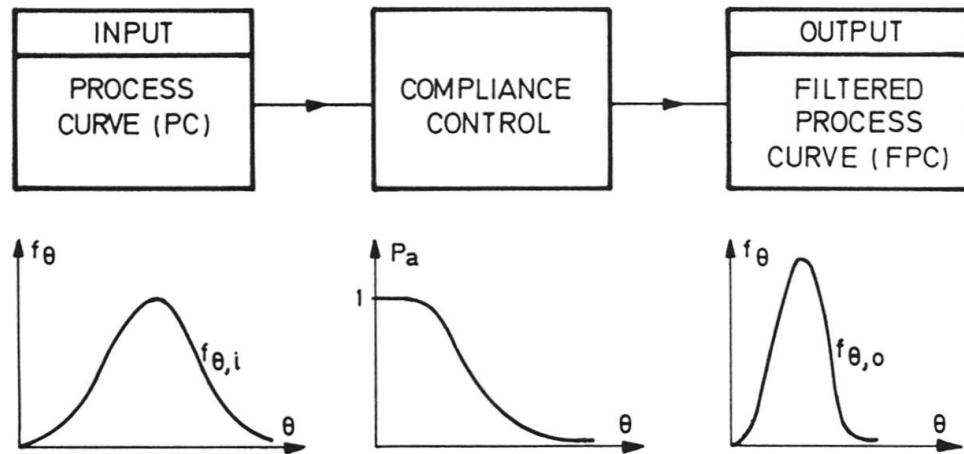 INPUT
PROCESS
CURVE (PC)
COMPLIANCE
CONTROL
OUTPUT
FILTERED
PROCESS
CURVE (FPC)
fθ
fθ,i
θ
Pa
1
θ
fθ
fθ,o
θ